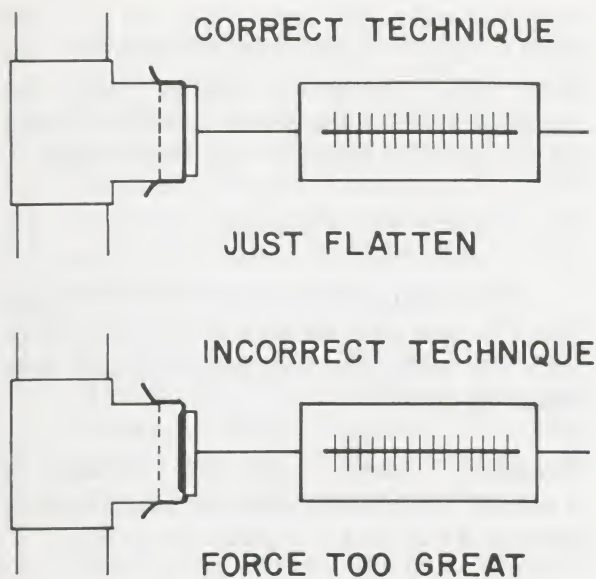 CORRECT TECHNIQUE
JUST FLATTEN
INCORRECT TECHNIQUE
FORCE TOO GREAT